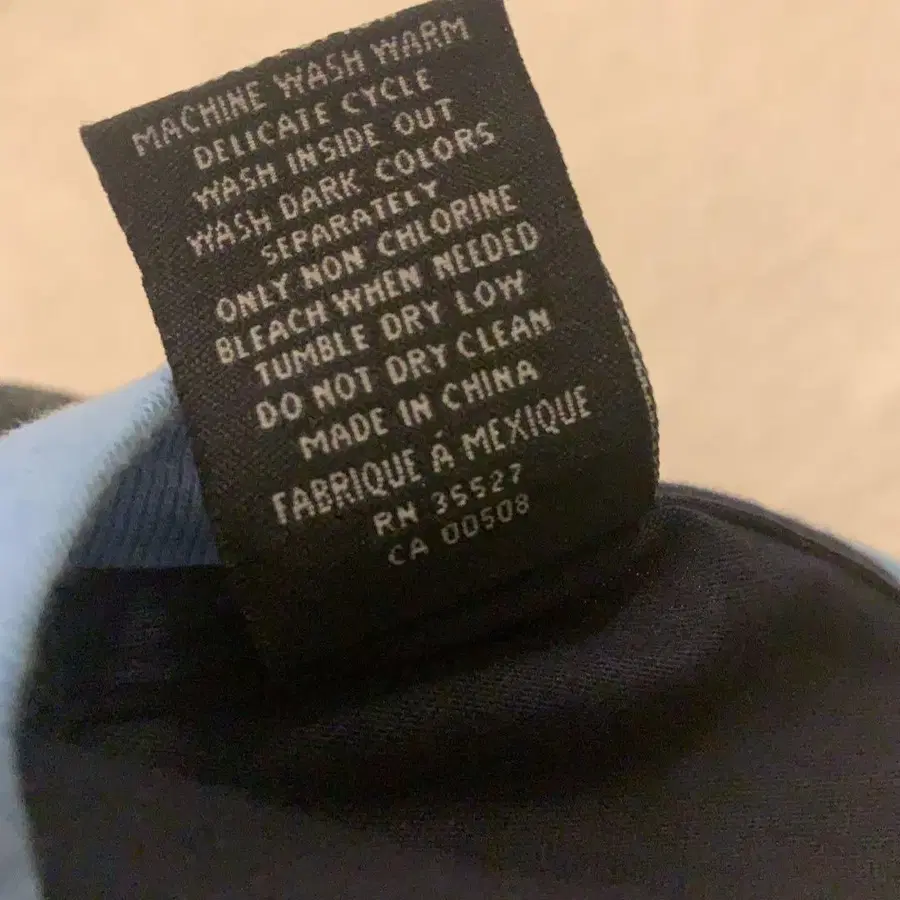 MACHINE WASH WARM
DELICATE CYCLE
WASH INSIDE OUT
WASH DARK COLORS
SEPARATELY
ONLY NON CHLORINE
BLEACH WHEN NEEDED
TUMBLE DRY LOW
DO NOT DRY CLEAN
MADE IN CHINA
FABRIQUE Á MEXIQUE
RN 35527
CA 00508